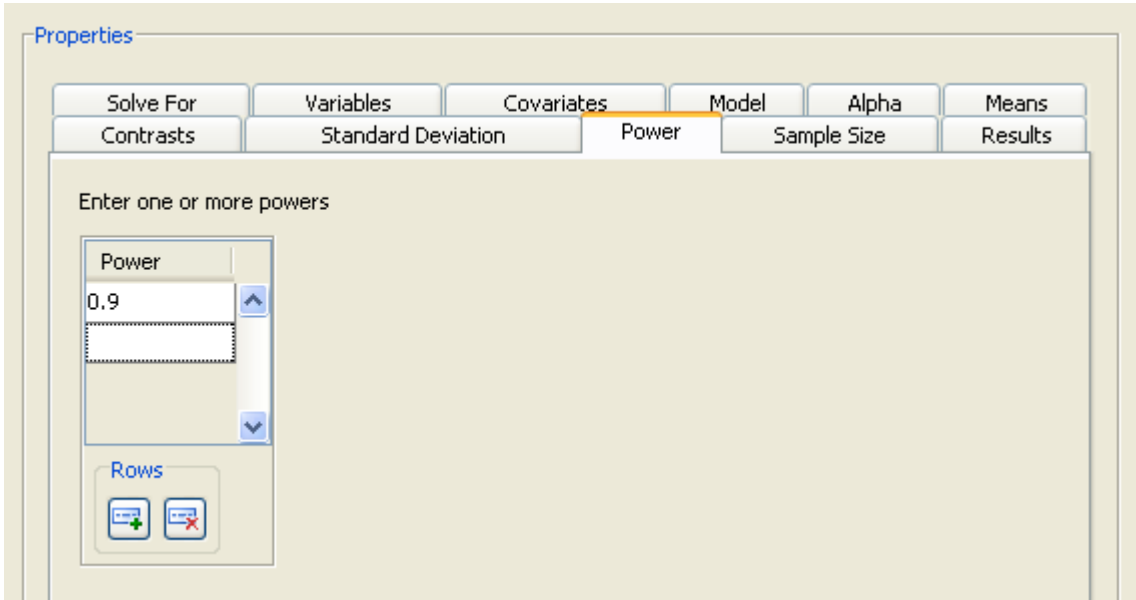 Properties
Solve For Variables Covariates Model Alpha Means
Contrasts Standard Deviation Power Sample Size Results
Enter one or more powers
Power
0.9
Rows